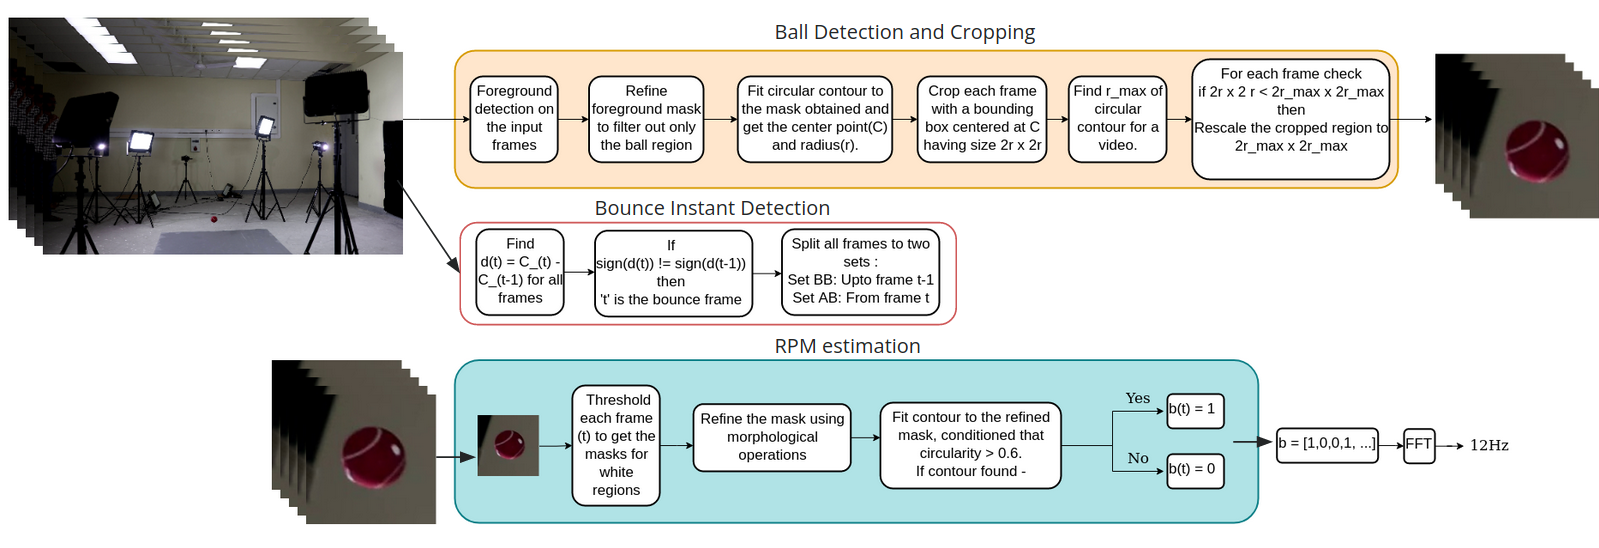 Ball Detection and Cropping
Foreground
detection on
the input
frames
Refine
foreground mask
to filter out only
the ball region
Fit circular contour to
the mask obtained and
get the center point(C)
and radius(r).
Crop each frame
with a bounding
box centered at C
having size 2r x 2r
Find r_max of
circular
contour for a
video.
For each frame check
if 2r x 2 r < 2r_max x 2r_max
then
Rescale the cropped region to
2r_max x 2r_max
Bounce Instant Detection
Find
d(t) = C_(t) -
C_(t-1) for all
frames
If
sign(d(t)) != sign(d(t-1))
then
't' is the bounce frame
Split all frames to two
sets :
Set BB: Upto frame t-1
Set AB: From frame t
RPM estimation
Threshold
each frame
(t) to get the
masks for
white
regions
Refine the mask using
morphological
operations
Fit contour to the refined
mask, conditioned that
circularity > 0.6.
If contour found -
Yes
b(t) = 1
No
b(t) = 0
b = [1,0,0,1, ...]
FFT
12Hz